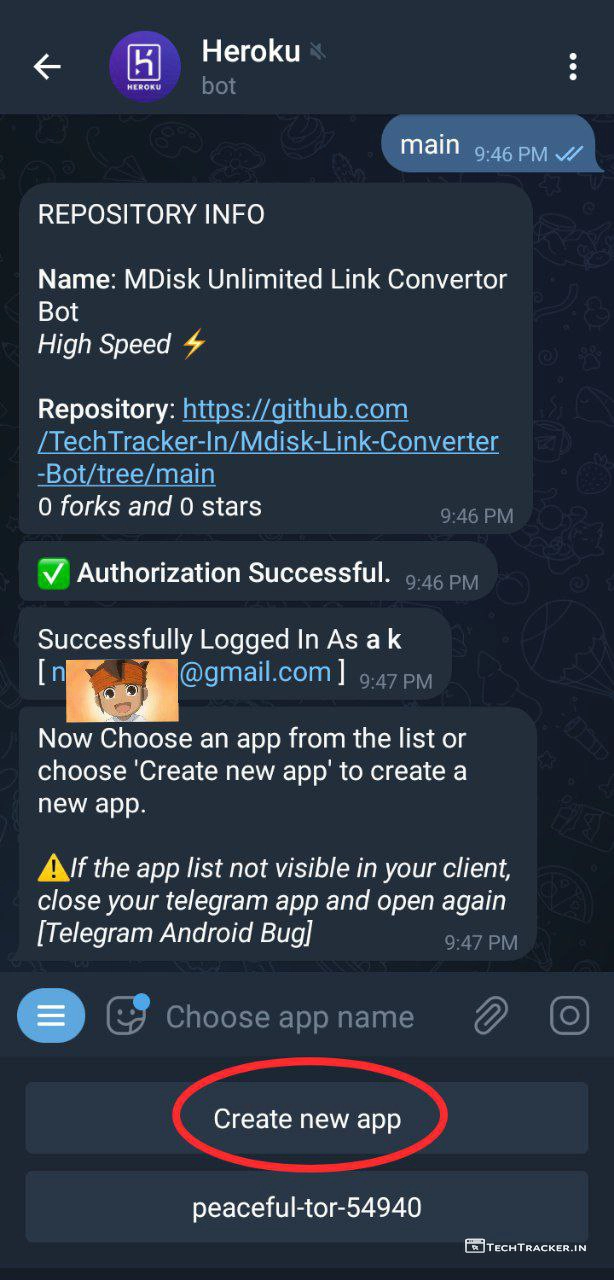 Heroku
bot
HEROKU
main 9:46 PM
REPOSITORY INFO
Name: MDisk Unlimited Link Convertor
Bot
High Speed ⚡
Repository: https://github.com
/TechTracker-In/Mdisk-Link-Converter
-Bot/tree/main
0 forks and 0 stars
9:46 PM
✅ Authorization Successful. 9:46 PM
Successfully Logged In As a k
[ n @gmail.com ] 9:47 PM
Now Choose an app from the list or
choose 'Create new app' to create a
new app.
⚠️If the app list not visible in your client,
close your telegram app and open again
[Telegram Android Bug]
9:47 PM
Choose app name
Create new app
peaceful-tor-54940
TECHTRACKER.IN